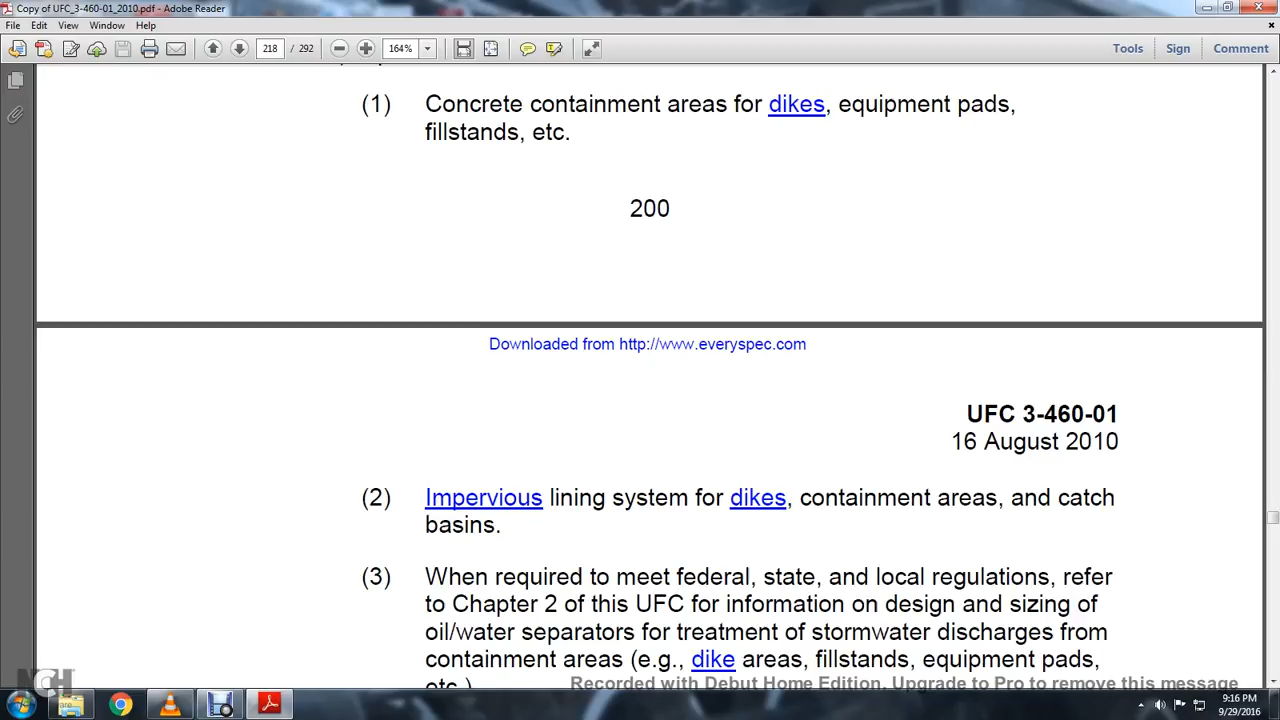 Copy of UFC_3-460-01_2010.pdf - Adobe Reader
File Edit View Window Help
218 / 292 164% Tools Sign Comment
(1) Concrete containment areas for dikes, equipment pads,
fillstands, etc.
200
Downloaded from http://www.everyspec.com
UFC 3-460-01
16 August 2010
(2) Impervious lining system for dikes, containment areas, and catch
basins.
(3) When required to meet federal, state, and local regulations, refer
to Chapter 2 of this UFC for information on design and sizing of
oil/water separators for treatment of stormwater discharges from
containment areas (e.g., dike areas, fillstands, equipment pads,
etc.)
Recorded with Debut Home Edition. Upgrade to Pro to remove this message
NCH
9:16 PM
9/29/2016